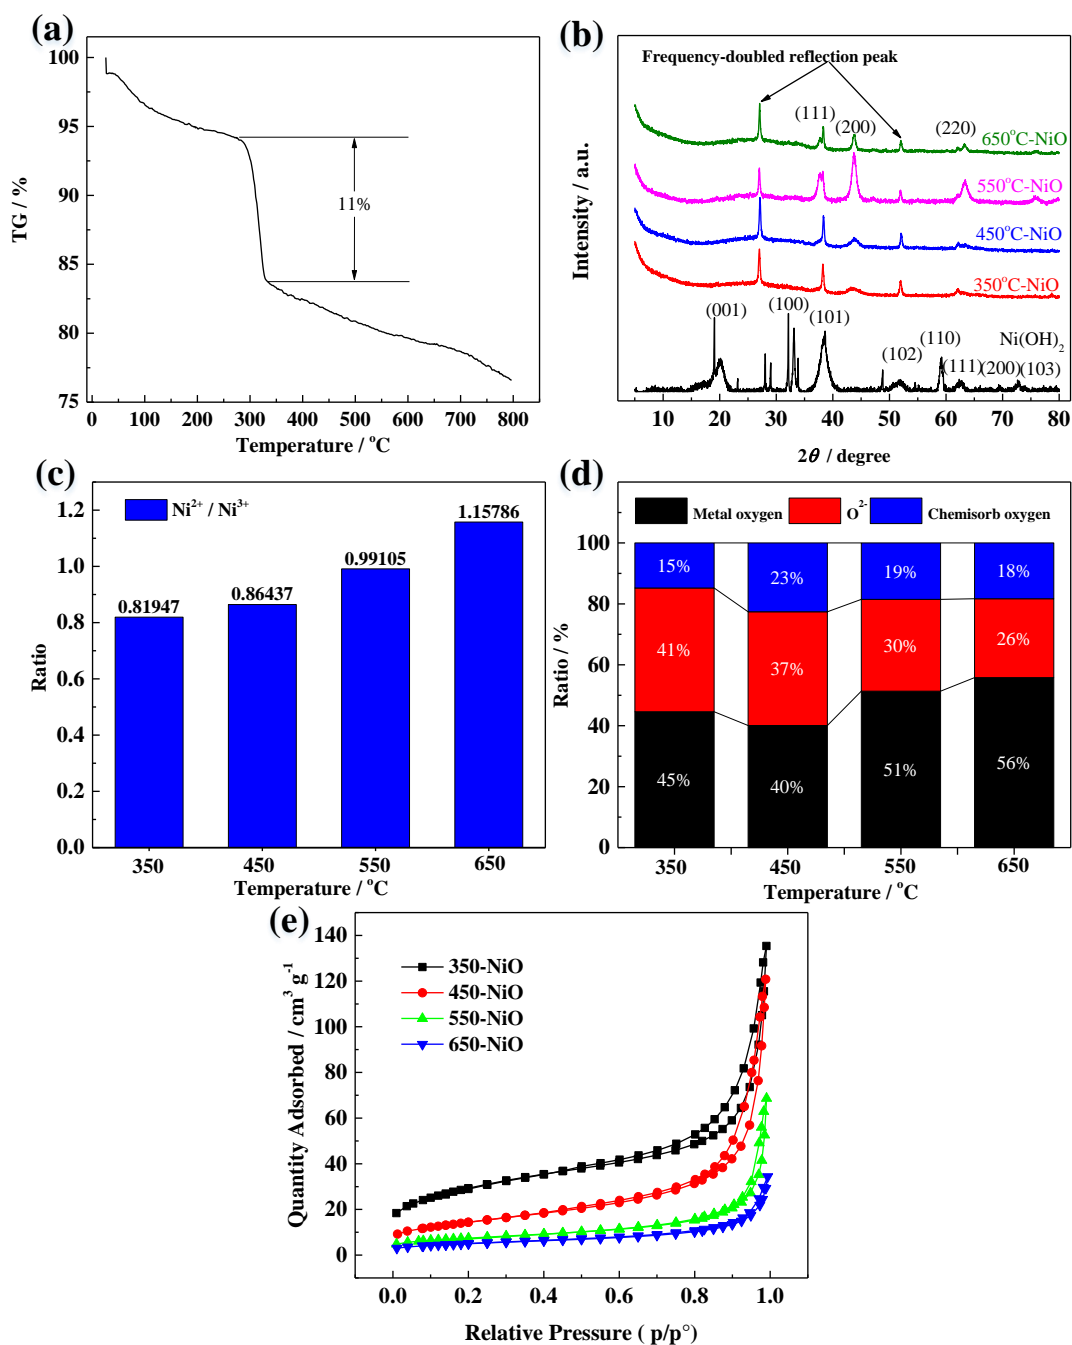 (a)
100
95
90
85
80
75
TG / %
11%
0
100
200
300
400
500
600
700
800
Temperature / °C
(b)
Frequency-doubled reflection peak
(111)
(200)
(220)
650°C-NiO
550°C-NiO
450°C-NiO
350°C-NiO
(001)
(100)
(101)
(102)
(110)
(111)
(200)
(103)
Ni(OH)₂
Intensity / a.u.
10
20
30
40
50
60
70
80
2θ / degree
(c)
Ni²⁺ / Ni³⁺
1.2
1.0
0.8
0.6
0.4
0.2
0.0
Ratio
0.81947
0.86437
0.99105
1.15786
350
450
550
650
Temperature / °C
(d)
Metal oxygen
O²⁻
Chemisorb oxygen
100
80
60
40
20
0
Ratio / %
15%
23%
19%
18%
41%
37%
30%
26%
45%
40%
51%
56%
350
450
550
650
Temperature / °C
(e)
140
120
100
80
60
40
20
0
Quantity Adsorbed / cm³ g⁻¹
350-NiO
450-NiO
550-NiO
650-NiO
0.0
0.2
0.4
0.6
0.8
1.0
Relative Pressure ( p/p°)